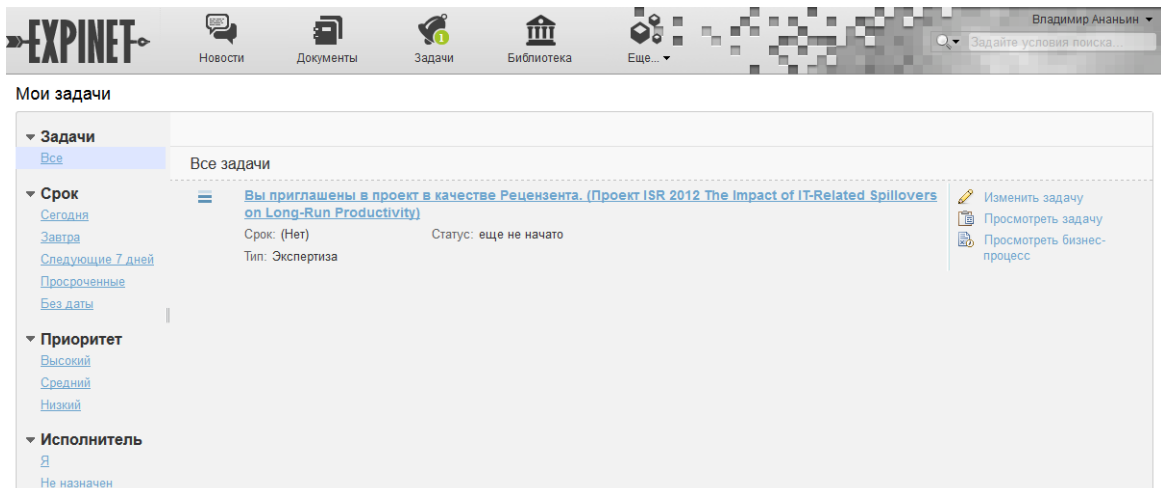 EXPINET
Новости
Документы
1
Задачи
Библиотека
Еще...
Владимир Ананьин
Задайте условия поиска...
Мои задачи
Задачи
Все
Срок
Сегодня
Завтра
Следующие 7 дней
Просроченные
Без даты
Приоритет
Высокий
Средний
Низкий
Исполнитель
Я
Не назначен
Все задачи
Вы приглашены в проект в качестве Рецензента. (Проект ISR 2012 The Impact of IT-Related Spillovers
on Long-Run Productivity)
Срок: (Нет) Статус: еще не начато
Тип: Экспертиза
Изменить задачу
Просмотреть задачу
Просмотреть бизнес-
процесс